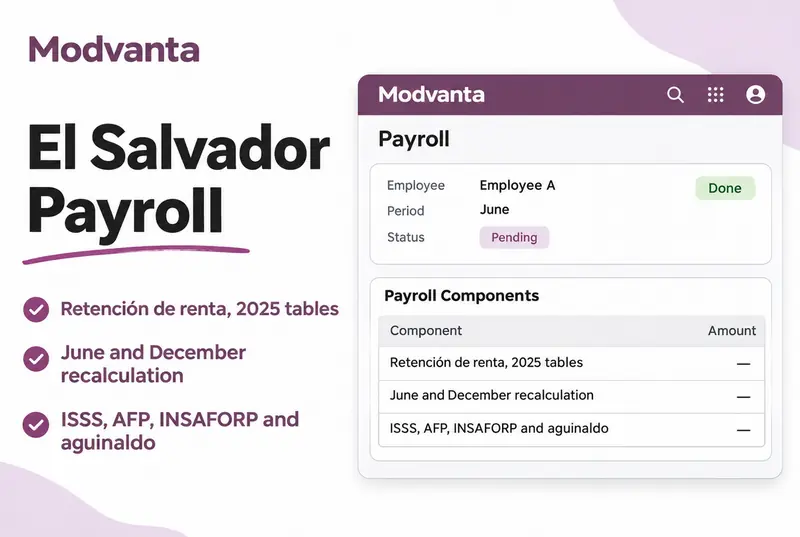 Modvanta
El Salvador
Payroll
Retención de renta, 2025 tables
June and December
recalculation
ISSS, AFP, INSAFORP and
aguinaldo
Modvanta
Payroll
Employee Employee A Done
Period June
Status Pending
Payroll Components
Component Amount
Retención de renta, 2025 tables —
June and December recalculation —
ISSS, AFP, INSAFORP and aguinaldo —